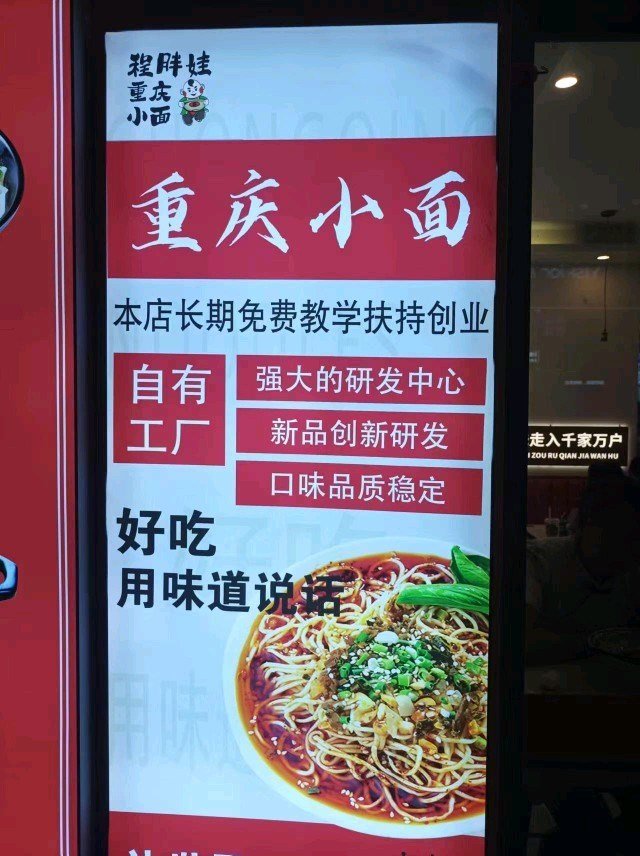 程胖娃
重庆
小面
重庆小面
本店长期免费教学扶持创业
自有
工厂
强大的研发中心
新品创新研发
口味品质稳定
好吃
用味道说话
走入千家万户
ZOU RU QIAN JIA WAN HU